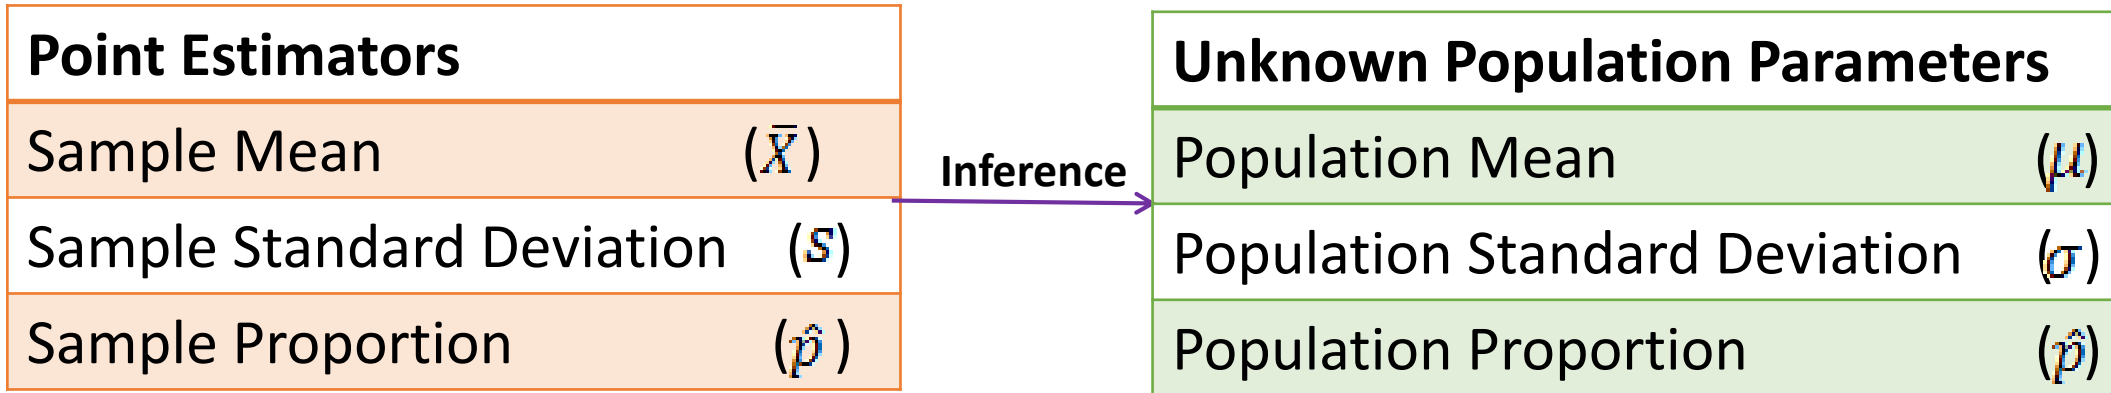 Point Estimators
Sample Mean (X̄)
Sample Standard Deviation (s)
Sample Proportion (p̂)
Inference
Unknown Population Parameters
Population Mean (μ)
Population Standard Deviation (σ)
Population Proportion (p̂)